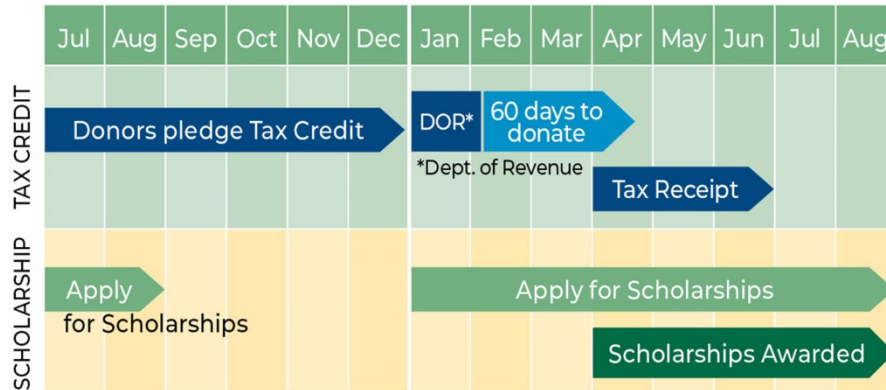 Jul Aug Sep Oct Nov Dec Jan Feb Mar Apr May Jun Jul Aug
TAX CREDIT
Donors pledge Tax Credit
DOR*
60 days to
donate
*Dept. of Revenue
Tax Receipt
SCHOLARSHIP
Apply
for Scholarships
Apply for Scholarships
Scholarships Awarded